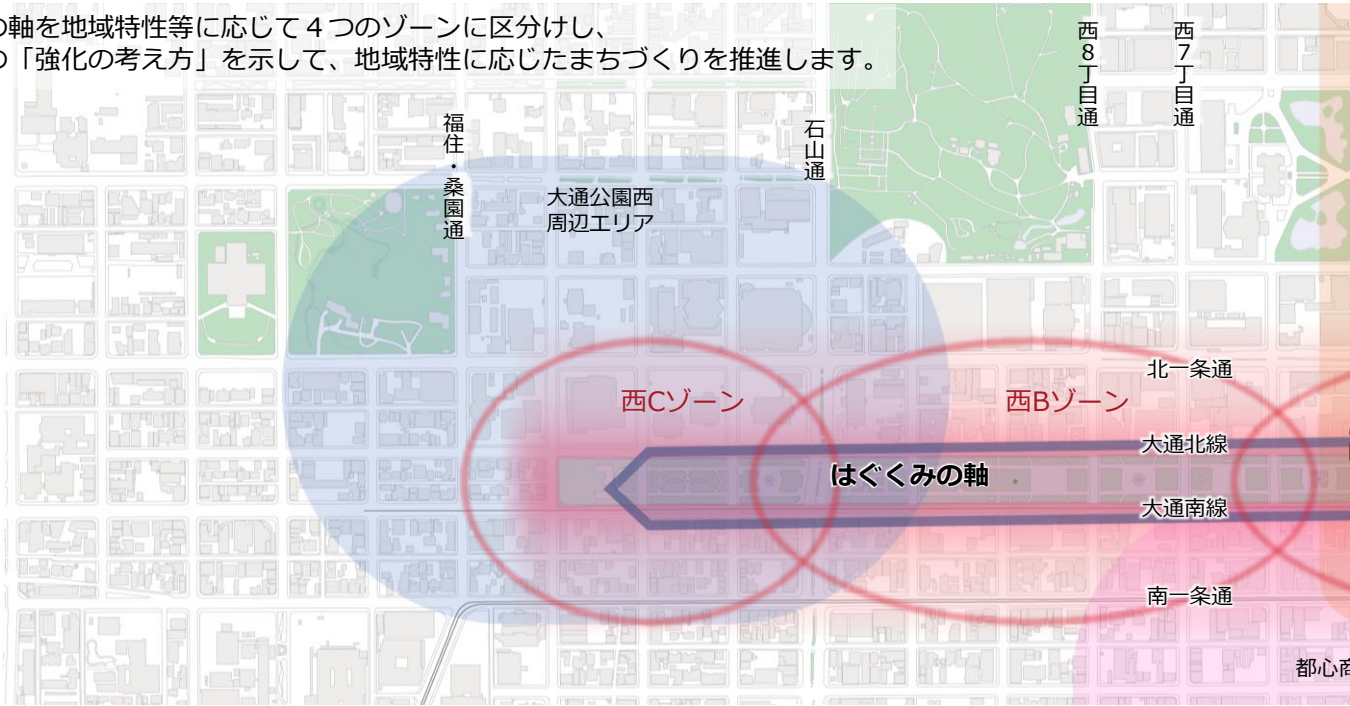 の軸を地域特性等に応じて４つのゾーンに区分けし、
の「強化の考え方」を示して、地域特性に応じたまちづくりを推進します。
西８丁目通
西７丁目通
福住・桑園通
石山通
大通公園西
周辺エリア
北一条通
西Cゾーン
西Bゾーン
大通北線
はぐくみの軸
大通南線
南一条通
都心商